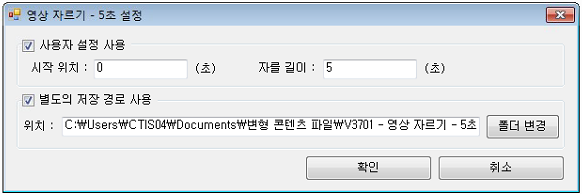 영상 자르기 - 5초 설정
사용자 설정 사용
시작 위치 : 0 (초) 자를 길이 : 5 (초)
별도의 저장 경로 사용
위치 : C:₩Users₩CTIS04₩Documents₩변형 콘텐츠 파일₩V3701 - 영상 자르기 - 5초 폴더 변경
확인 취소